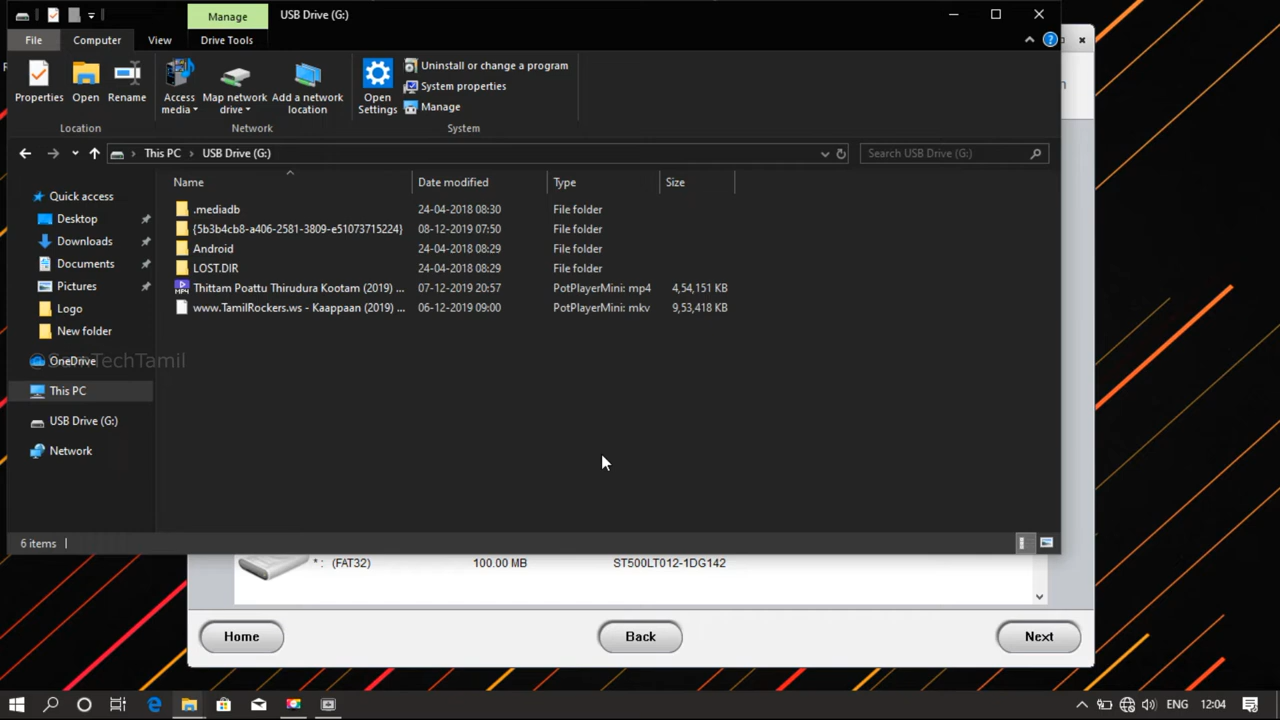 Manage
USB Drive (G:)
File
Computer
View
Drive Tools
Properties
Open
Rename
Access media
Map network drive
Add a network location
Open Settings
Uninstall or change a program
System properties
Manage
Location
Network
System
This PC
USB Drive (G:)
Search USB Drive (G:)
Name
Date modified
Type
Size
Quick access
Desktop
Downloads
Documents
Pictures
Logo
New folder
OneDrive
This PC
USB Drive (G:)
Network
.mediadb 24-04-2018 08:30 File folder
{5b3b4cb8-a406-2581-3809-e51073715224} 08-12-2019 07:50 File folder
Android 24-04-2018 08:29 File folder
LOST.DIR 24-04-2018 08:29 File folder
Thittam Poattu Thirudura Kootam (2019) ... 07-12-2019 20:57 PotPlayerMini: mp4 4,54,151 KB
www.TamilRockers.ws - Kaappaan (2019) ... 06-12-2019 09:00 PotPlayerMini: mkv 9,53,418 KB
6 items
* : (FAT32) 100.00 MB ST500LT012-1DG142
Home
Back
Next
ENG
12:04